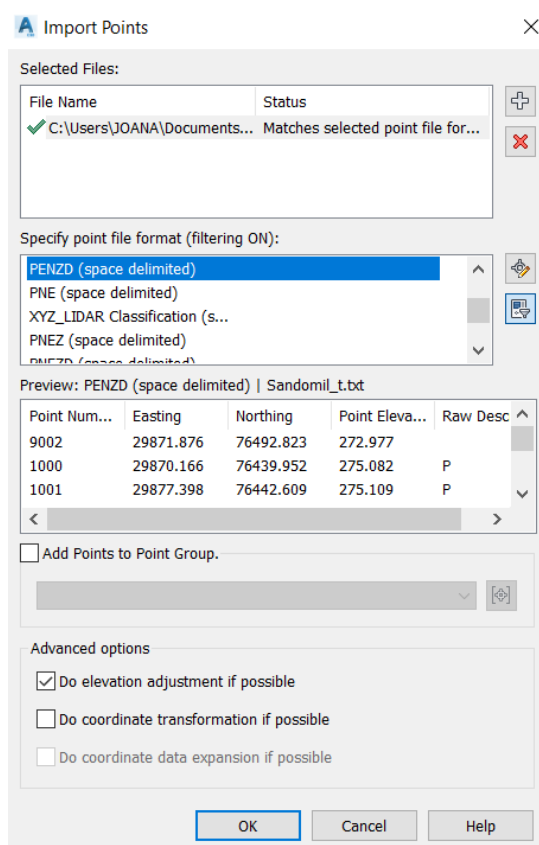 Import Points
Selected Files:
File Name Status
C:\Users\JOANA\Documents... Matches selected point file for...
Specify point file format (filtering ON):
PENZD (space delimited)
PNE (space delimited)
XYZ_LIDAR Classification (s...
PNEZ (space delimited)
PNEZD (space delimited)
Preview: PENZD (space delimited) | Sandomil_t.txt
Point Num... Easting Northing Point Eleva... Raw Desc
9002 29871.876 76492.823 272.977
1000 29870.166 76439.952 275.082 P
1001 29877.398 76442.609 275.109 P
Add Points to Point Group.
Advanced options
Do elevation adjustment if possible
Do coordinate transformation if possible
Do coordinate data expansion if possible
OK Cancel Help